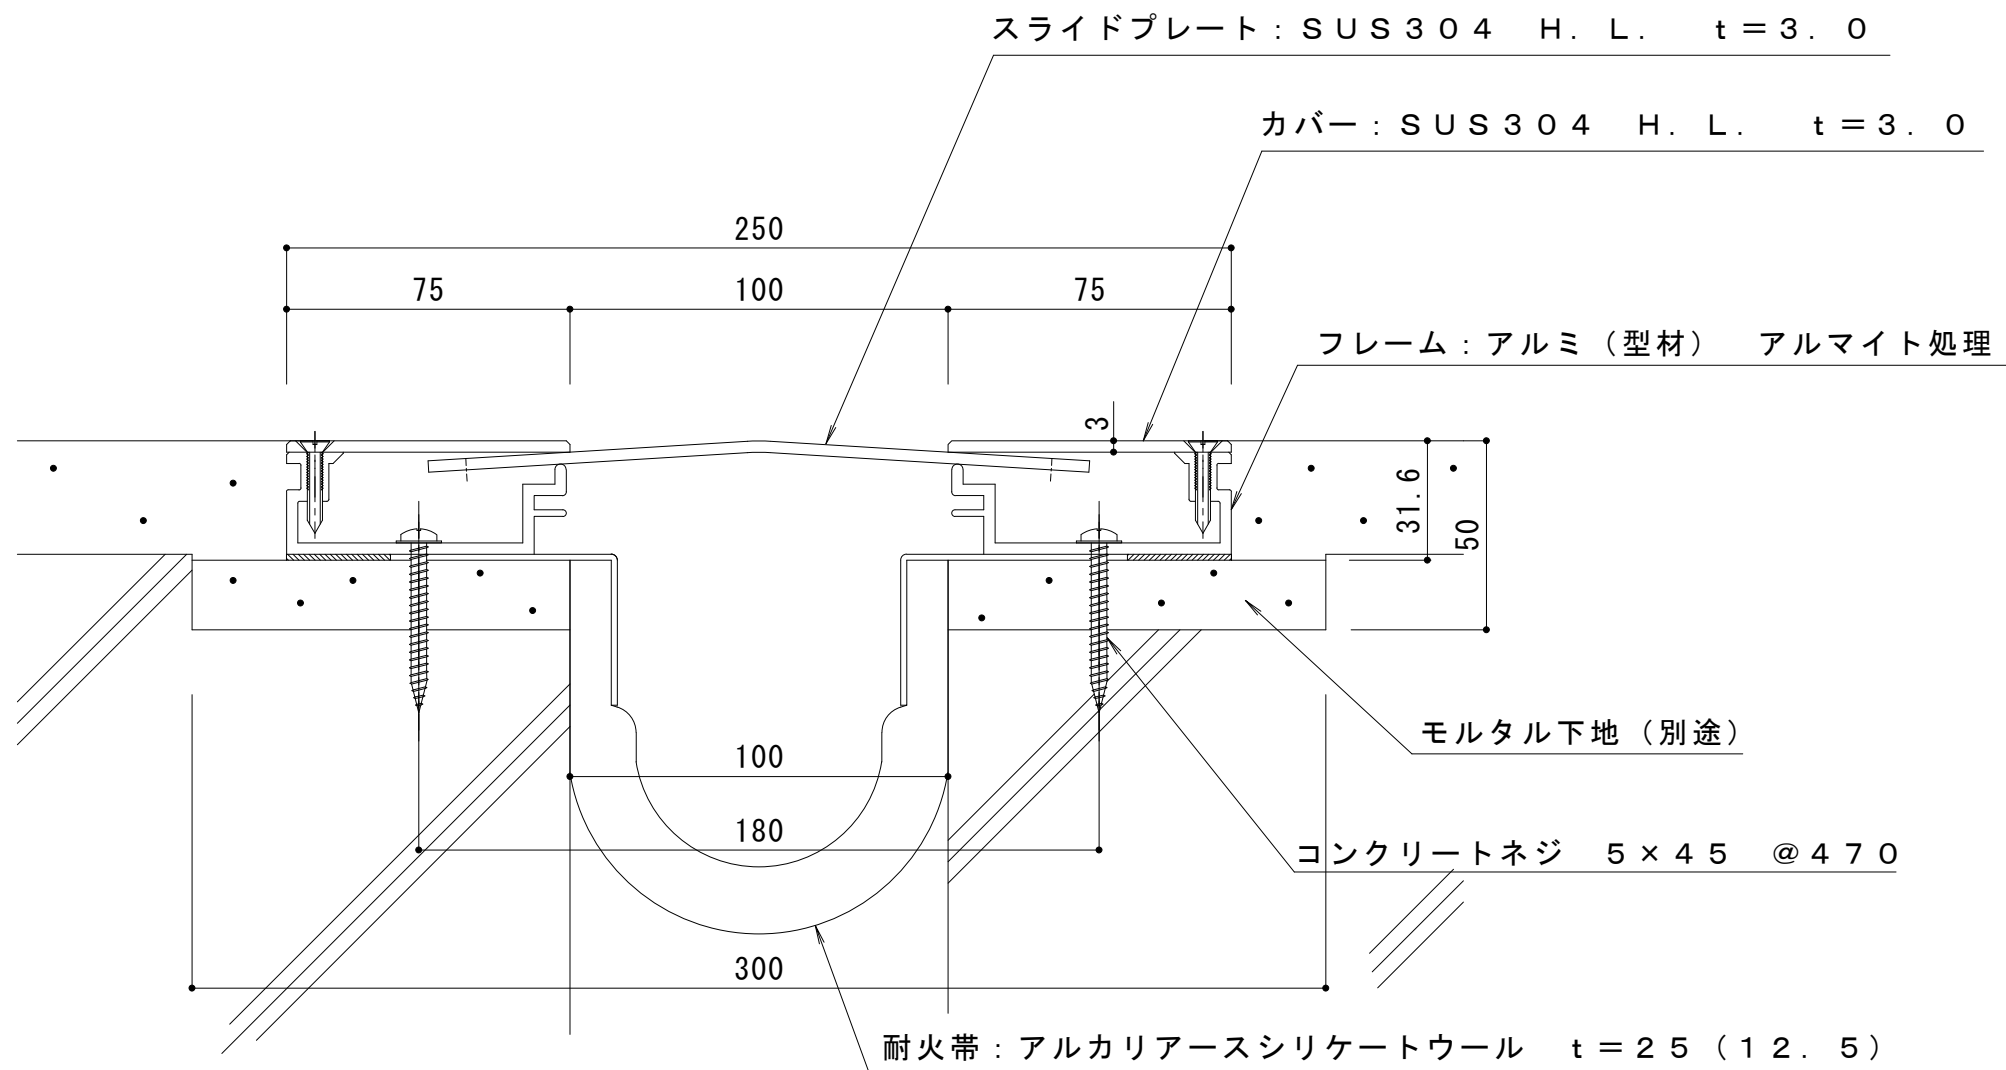 スライドプレート：ＳＵＳ３０４　Ｈ．Ｌ．　ｔ＝３．０
カバー：ＳＵＳ３０４　Ｈ．Ｌ．　ｔ＝３．０
250
75
100
75
フレーム：アルミ（型材）　アルマイト処理
3
31.6
50
モルタル下地（別途）
100
180
コンクリートネジ　５×４５　＠４７０
300
耐火帯：アルカリアースシリケートウール　ｔ＝２５（１２．５）